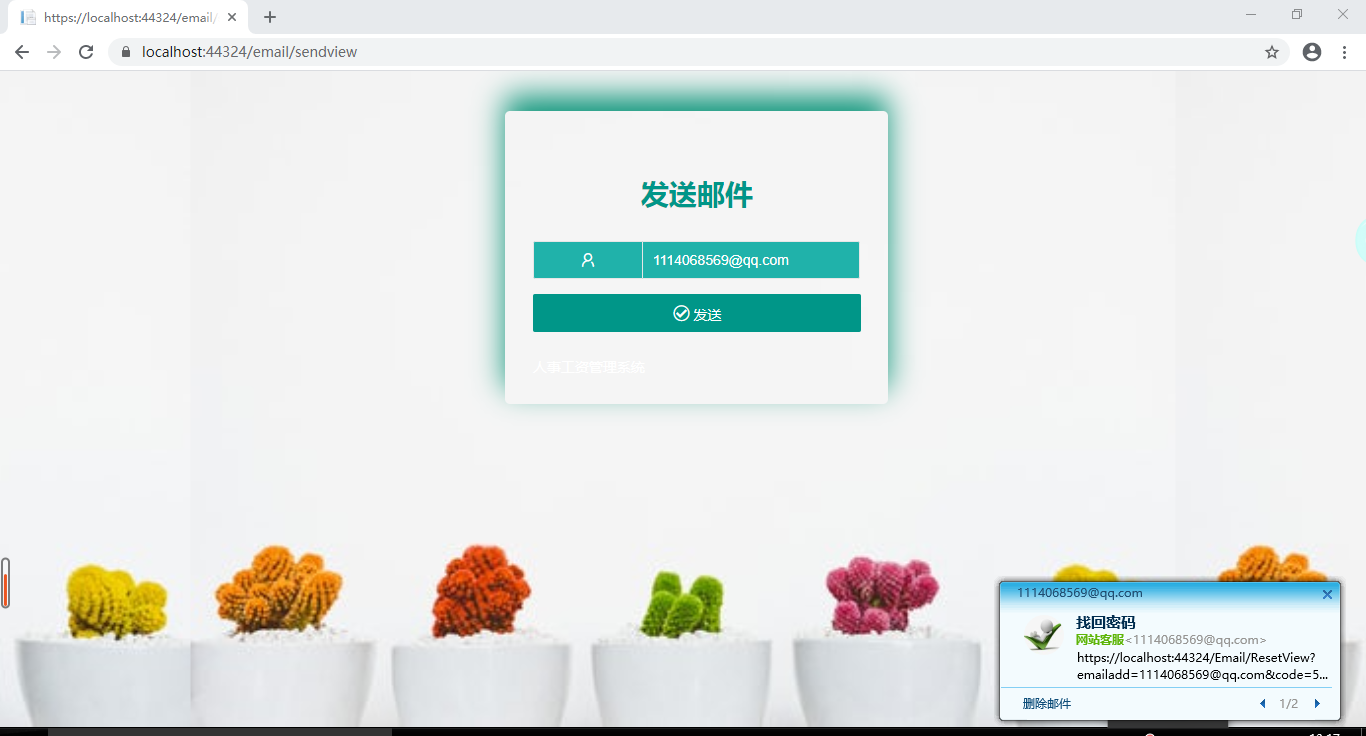 https://localhost:44324/email/
localhost:44324/email/sendview
发送邮件
1114068569@qq.com
发送
人事工资管理系统
1114068569@qq.com
找回密码
网站客服<1114068569@qq.com>
https://localhost:44324/Email/ResetView?
emailadd=1114068569@qq.com&code=5...
删除邮件
1/2